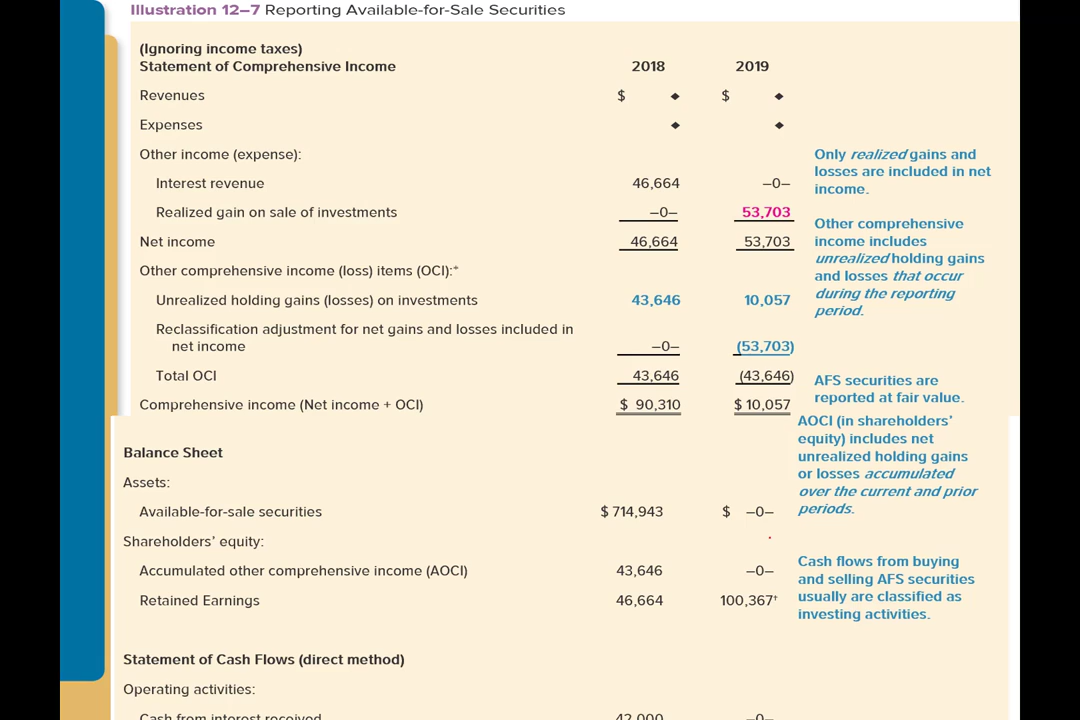 Illustration 12–7 Reporting Available-for-Sale Securities
(Ignoring income taxes)
Statement of Comprehensive Income 2018 2019
Revenues $ ◆ $ ◆
Expenses ◆ ◆
Other income (expense):
Interest revenue 46,664 –0–
Realized gain on sale of investments –0– 53,703
Net income 46,664 53,703
Other comprehensive income (loss) items (OCI):*
Unrealized holding gains (losses) on investments 43,646 10,057
Reclassification adjustment for net gains and losses included in
net income –0– (53,703)
Total OCI 43,646 (43,646)
Comprehensive income (Net income + OCI) $ 90,310 $ 10,057
Only realized gains and
losses are included in net
income.
Other comprehensive
income includes
unrealized holding gains
and losses that occur
during the reporting
period.
AFS securities are
reported at fair value.
Balance Sheet
Assets:
Available-for-sale securities $ 714,943 $ –0–
Shareholders’ equity:
Accumulated other comprehensive income (AOCI) 43,646 –0–
Retained Earnings 46,664 100,367†
AOCI (in shareholders’
equity) includes net
unrealized holding gains
or losses accumulated
over the current and prior
periods.
Cash flows from buying
and selling AFS securities
usually are classified as
investing activities.
Statement of Cash Flows (direct method)
Operating activities:
Cash from interest received 42,000 –0–